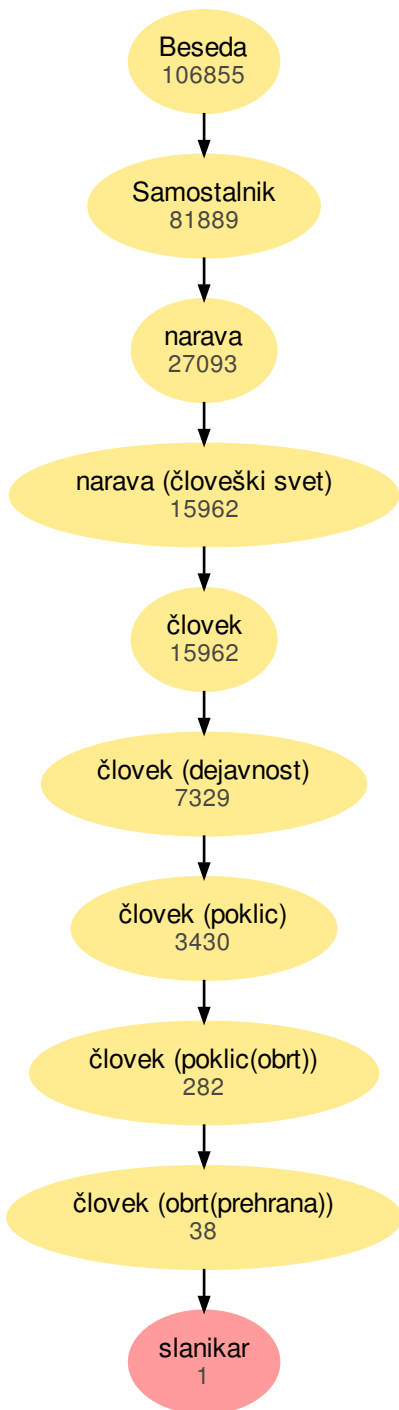 Beseda
106855
Samostalnik
81889
narava
27093
narava (človeški svet)
15962
človek
15962
človek (dejavnost)
7329
človek (poklic)
3430
človek (poklic(obrt))
282
človek (obrt(prehrana))
38
slanikar
1